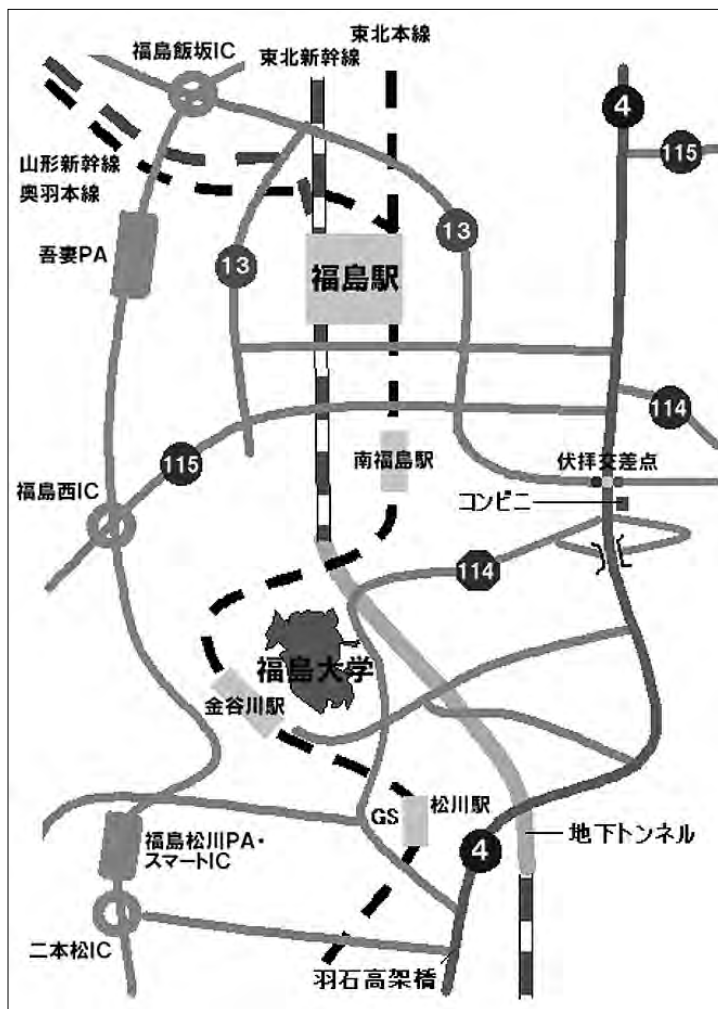 福島飯坂IC
東北新幹線
東北本線
4
山形新幹線
115
奥羽本線
吾妻PA
13
13
福島駅
114
南福島駅
伏拝交差点
115
福島西IC
コンビニ
114
福島大学
金谷川駅
松川駅
GS
地下トンネル
4
福島松川PA・
スマートIC
二本松IC
羽石高架橋